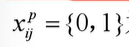 x_{ij}^{p} = {0, 1};